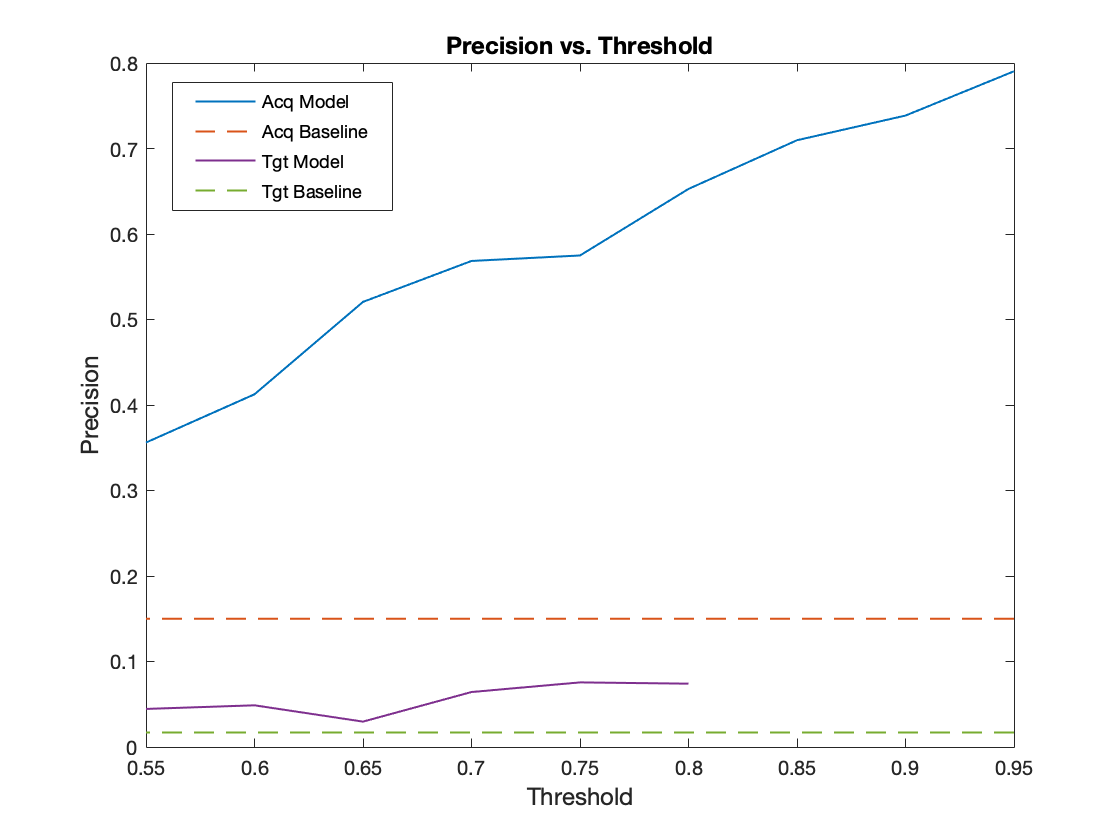 Precision vs. Threshold
Acq Model
Acq Baseline
Tgt Model
Tgt Baseline
Precision
0.8
0.7
0.6
0.5
0.4
0.3
0.2
0.1
0
0.55 0.6 0.65 0.7 0.75 0.8 0.85 0.9 0.95
Threshold